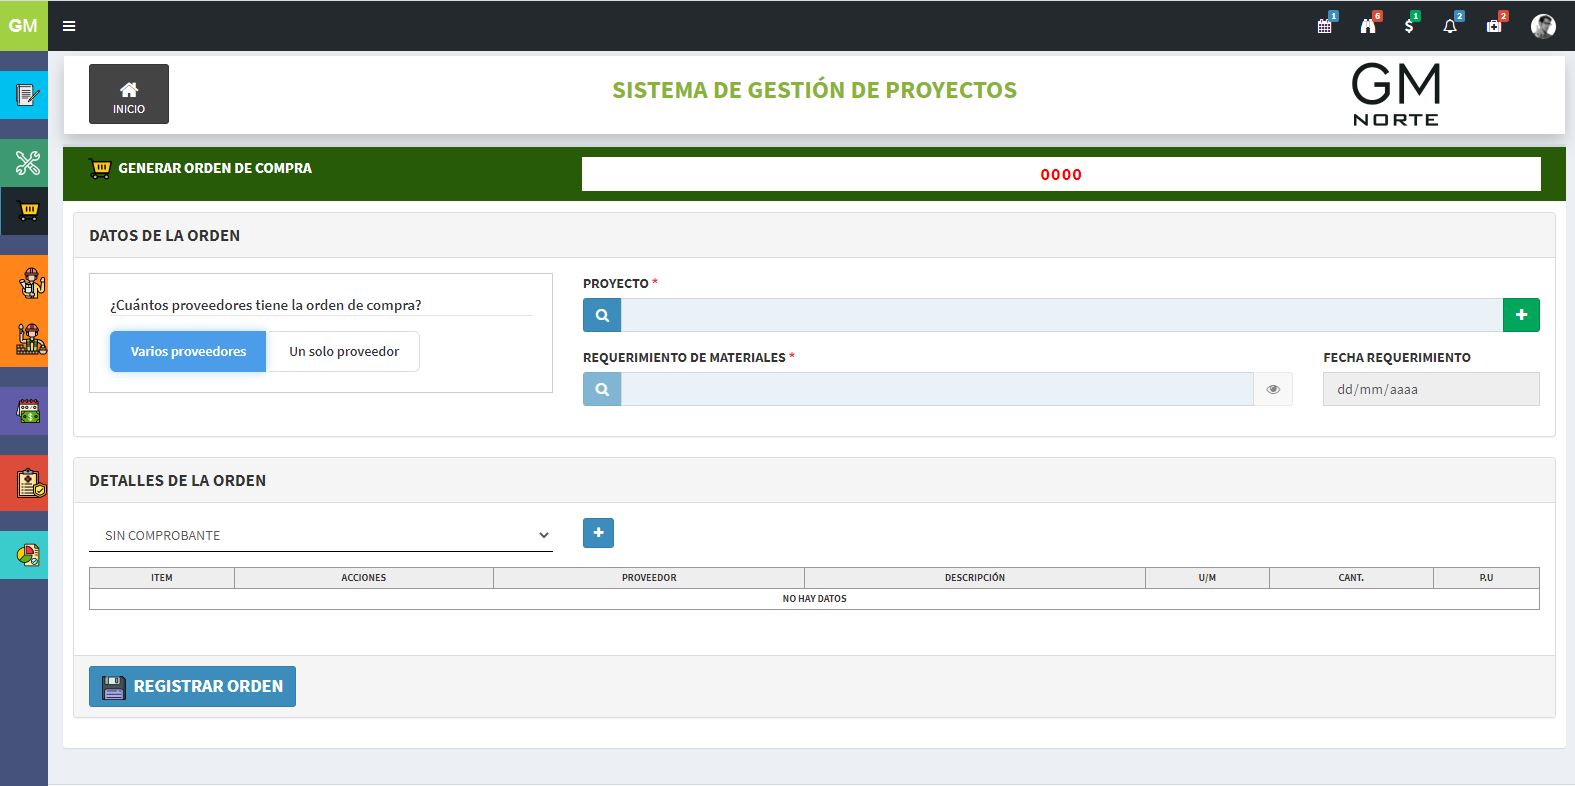 GM
1
6
1
2
2
INICIO
SISTEMA DE GESTIÓN DE PROYECTOS
GM
NORTE
GENERAR ORDEN DE COMPRA
0000
DATOS DE LA ORDEN
¿Cuántos proveedores tiene la orden de compra?
Varios proveedores
Un solo proveedor
PROYECTO *
REQUERIMIENTO DE MATERIALES *
FECHA REQUERIMIENTO
dd/mm/aaaa
DETALLES DE LA ORDEN
SIN COMPROBANTE
ITEM ACCIONES PROVEEDOR DESCRIPCIÓN U/M CANT. P.U
NO HAY DATOS
REGISTRAR ORDEN